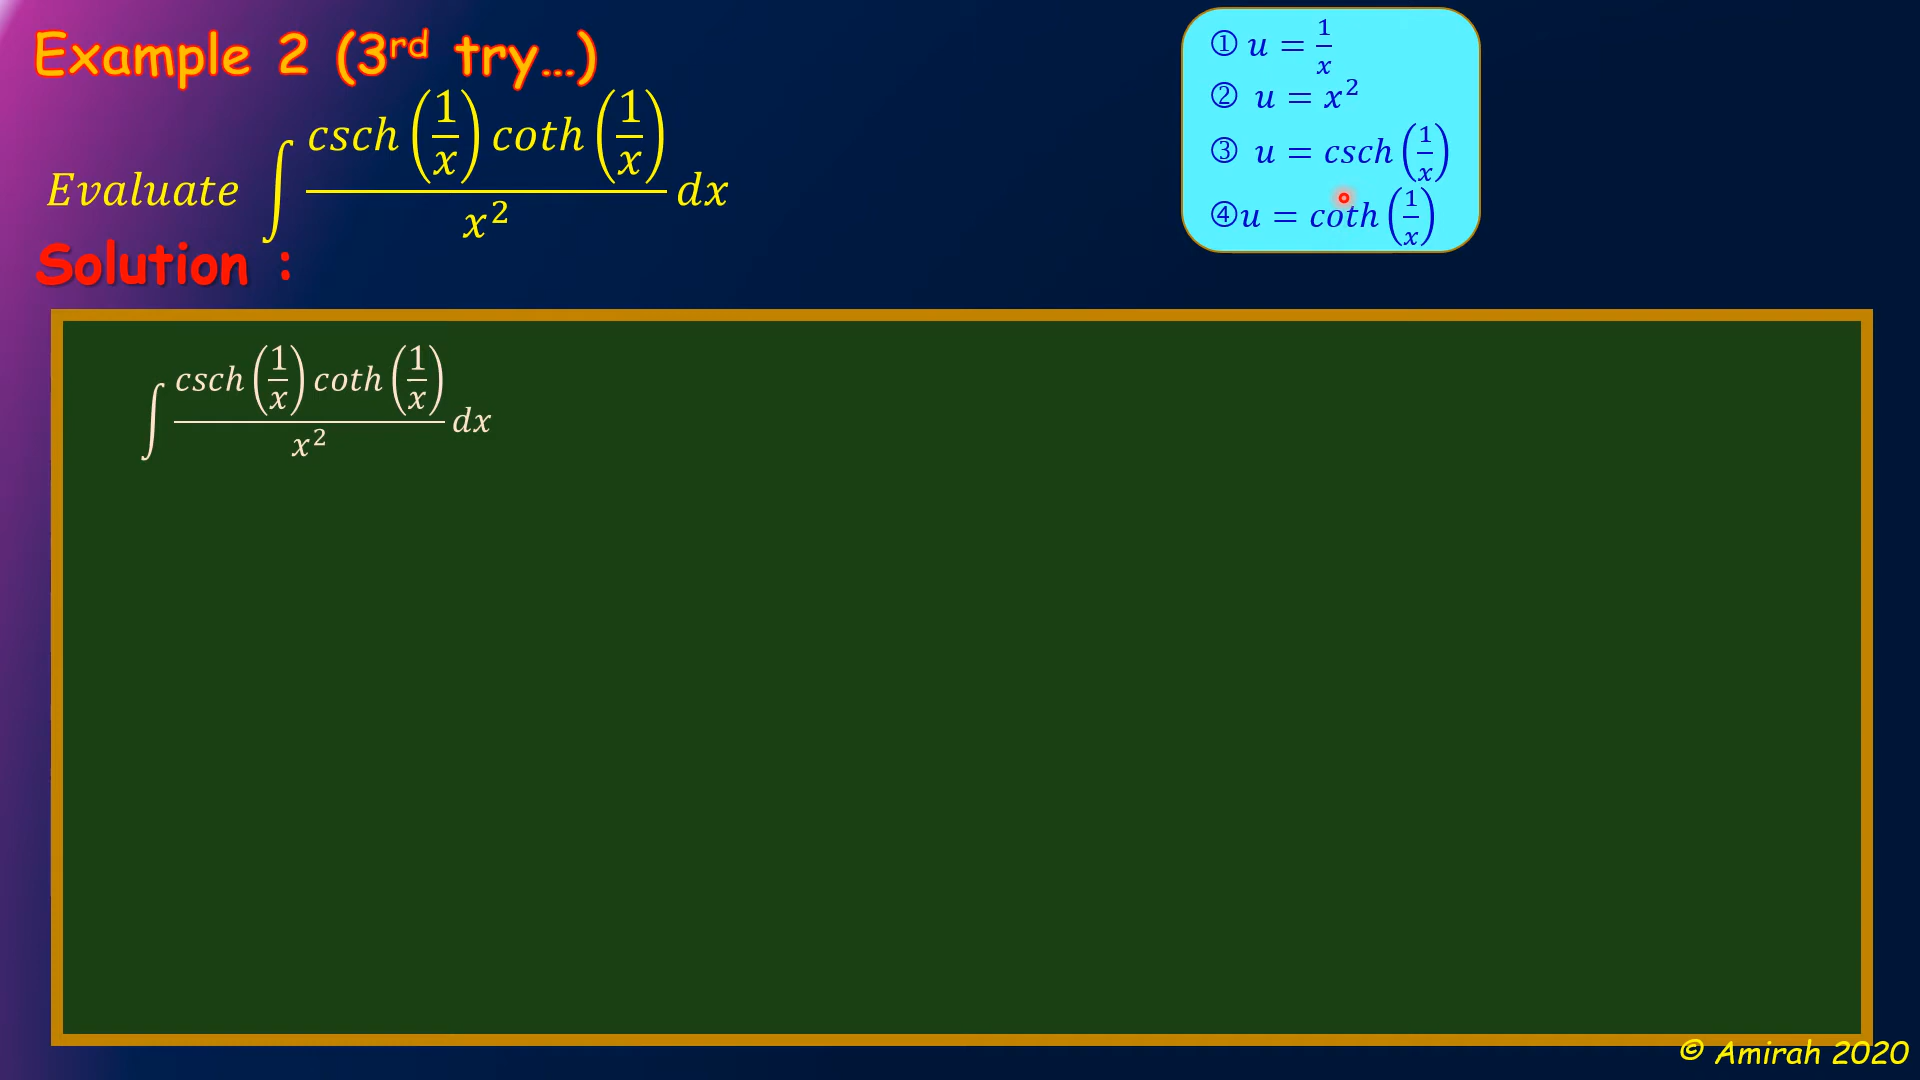 Example 2 (3rd try...)
Evaluate ∫ csch(1/x) coth(1/x) / x² dx
Solution :
① u = 1/x
② u = x²
③ u = csch(1/x)
④ u = coth(1/x)
∫ csch(1/x) coth(1/x) / x² dx
© Amirah 2020